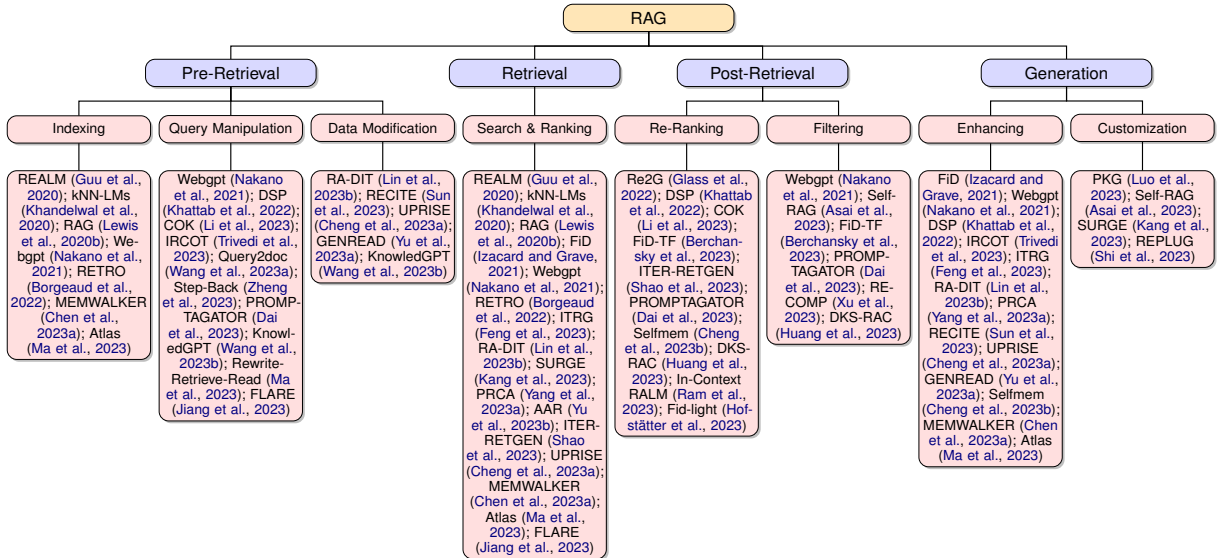 RAG
Pre-Retrieval
Retrieval
Post-Retrieval
Generation
Indexing
Query Manipulation
Data Modification
Search & Ranking
Re-Ranking
Filtering
Enhancing
Customization
REALM (Guu et al.,
2020); kNN-LMs
(Khandelwal et al.,
2020); RAG (Lewis
et al., 2020b); We-
bgpt (Nakano et al.,
2021); RETRO
(Borgeaud et al.,
2022); MEMWALKER
(Chen et al.,
2023a); Atlas
(Ma et al., 2023)
Webgpt (Nakano
et al., 2021); DSP
(Khattab et al., 2022);
COK (Li et al., 2023);
IRCOT (Trivedi et al.,
2023); Query2doc
(Wang et al., 2023a);
Step-Back (Zheng
et al., 2023); PROMP-
TAGATOR (Dai
et al., 2023); Knowl-
edGPT (Wang et al.,
2023b); Rewrite-
Retrieve-Read (Ma
et al., 2023); FLARE
(Jiang et al., 2023)
RA-DIT (Lin et al.,
2023b); RECITE (Sun
et al., 2023); UPRISE
(Cheng et al., 2023a);
GENREAD (Yu et al.,
2023a); KnowledGPT
(Wang et al., 2023b)
REALM (Guu et al.,
2020); kNN-LMs
(Khandelwal et al.,
2020); RAG (Lewis
et al., 2020b); FiD
(Izacard and Grave,
2021); Webgpt
(Nakano et al., 2021);
RETRO (Borgeaud
et al., 2022); ITRG
(Feng et al., 2023);
RA-DIT (Lin et al.,
2023b); SURGE
(Kang et al., 2023);
PRCA (Yang et al.,
2023a); AAR (Yu
et al., 2023b); ITER-
RETGEN (Shao
et al., 2023); UPRISE
(Cheng et al., 2023a);
MEMWALKER
(Chen et al., 2023a);
Atlas (Ma et al.,
2023); FLARE
(Jiang et al., 2023)
Re2G (Glass et al.,
2022); DSP (Khattab
et al., 2022); COK
(Li et al., 2023);
FiD-TF (Berchan-
sky et al., 2023);
ITER-RETGEN
(Shao et al., 2023);
PROMPTAGATOR
(Dai et al., 2023);
Selfmem (Cheng
et al., 2023b); DKS-
RAC (Huang et al.,
2023); In-Context
RALM (Ram et al.,
2023); Fid-light (Hof-
stätter et al., 2023)
Webgpt (Nakano
et al., 2021); Self-
RAG (Asai et al.,
2023); FiD-TF
(Berchansky et al.,
2023); PROMP-
TAGATOR (Dai
et al., 2023); RE-
COMP (Xu et al.,
2023); DKS-RAC
(Huang et al., 2023)
FiD (Izacard and
Grave, 2021); Webgpt
(Nakano et al., 2021);
DSP (Khattab et al.,
2022); IRCOT (Trivedi
et al., 2023); ITRG
(Feng et al., 2023);
RA-DIT (Lin et al.,
2023b); PRCA
(Yang et al., 2023a);
RECITE (Sun et al.,
2023); UPRISE
(Cheng et al., 2023a);
GENREAD (Yu et al.,
2023a); Selfmem
(Cheng et al., 2023b);
MEMWALKER (Chen
et al., 2023a); Atlas
(Ma et al., 2023)
PKG (Luo et al.,
2023); Self-RAG
(Asai et al., 2023);
SURGE (Kang et al.,
2023); REPLUG
(Shi et al., 2023)